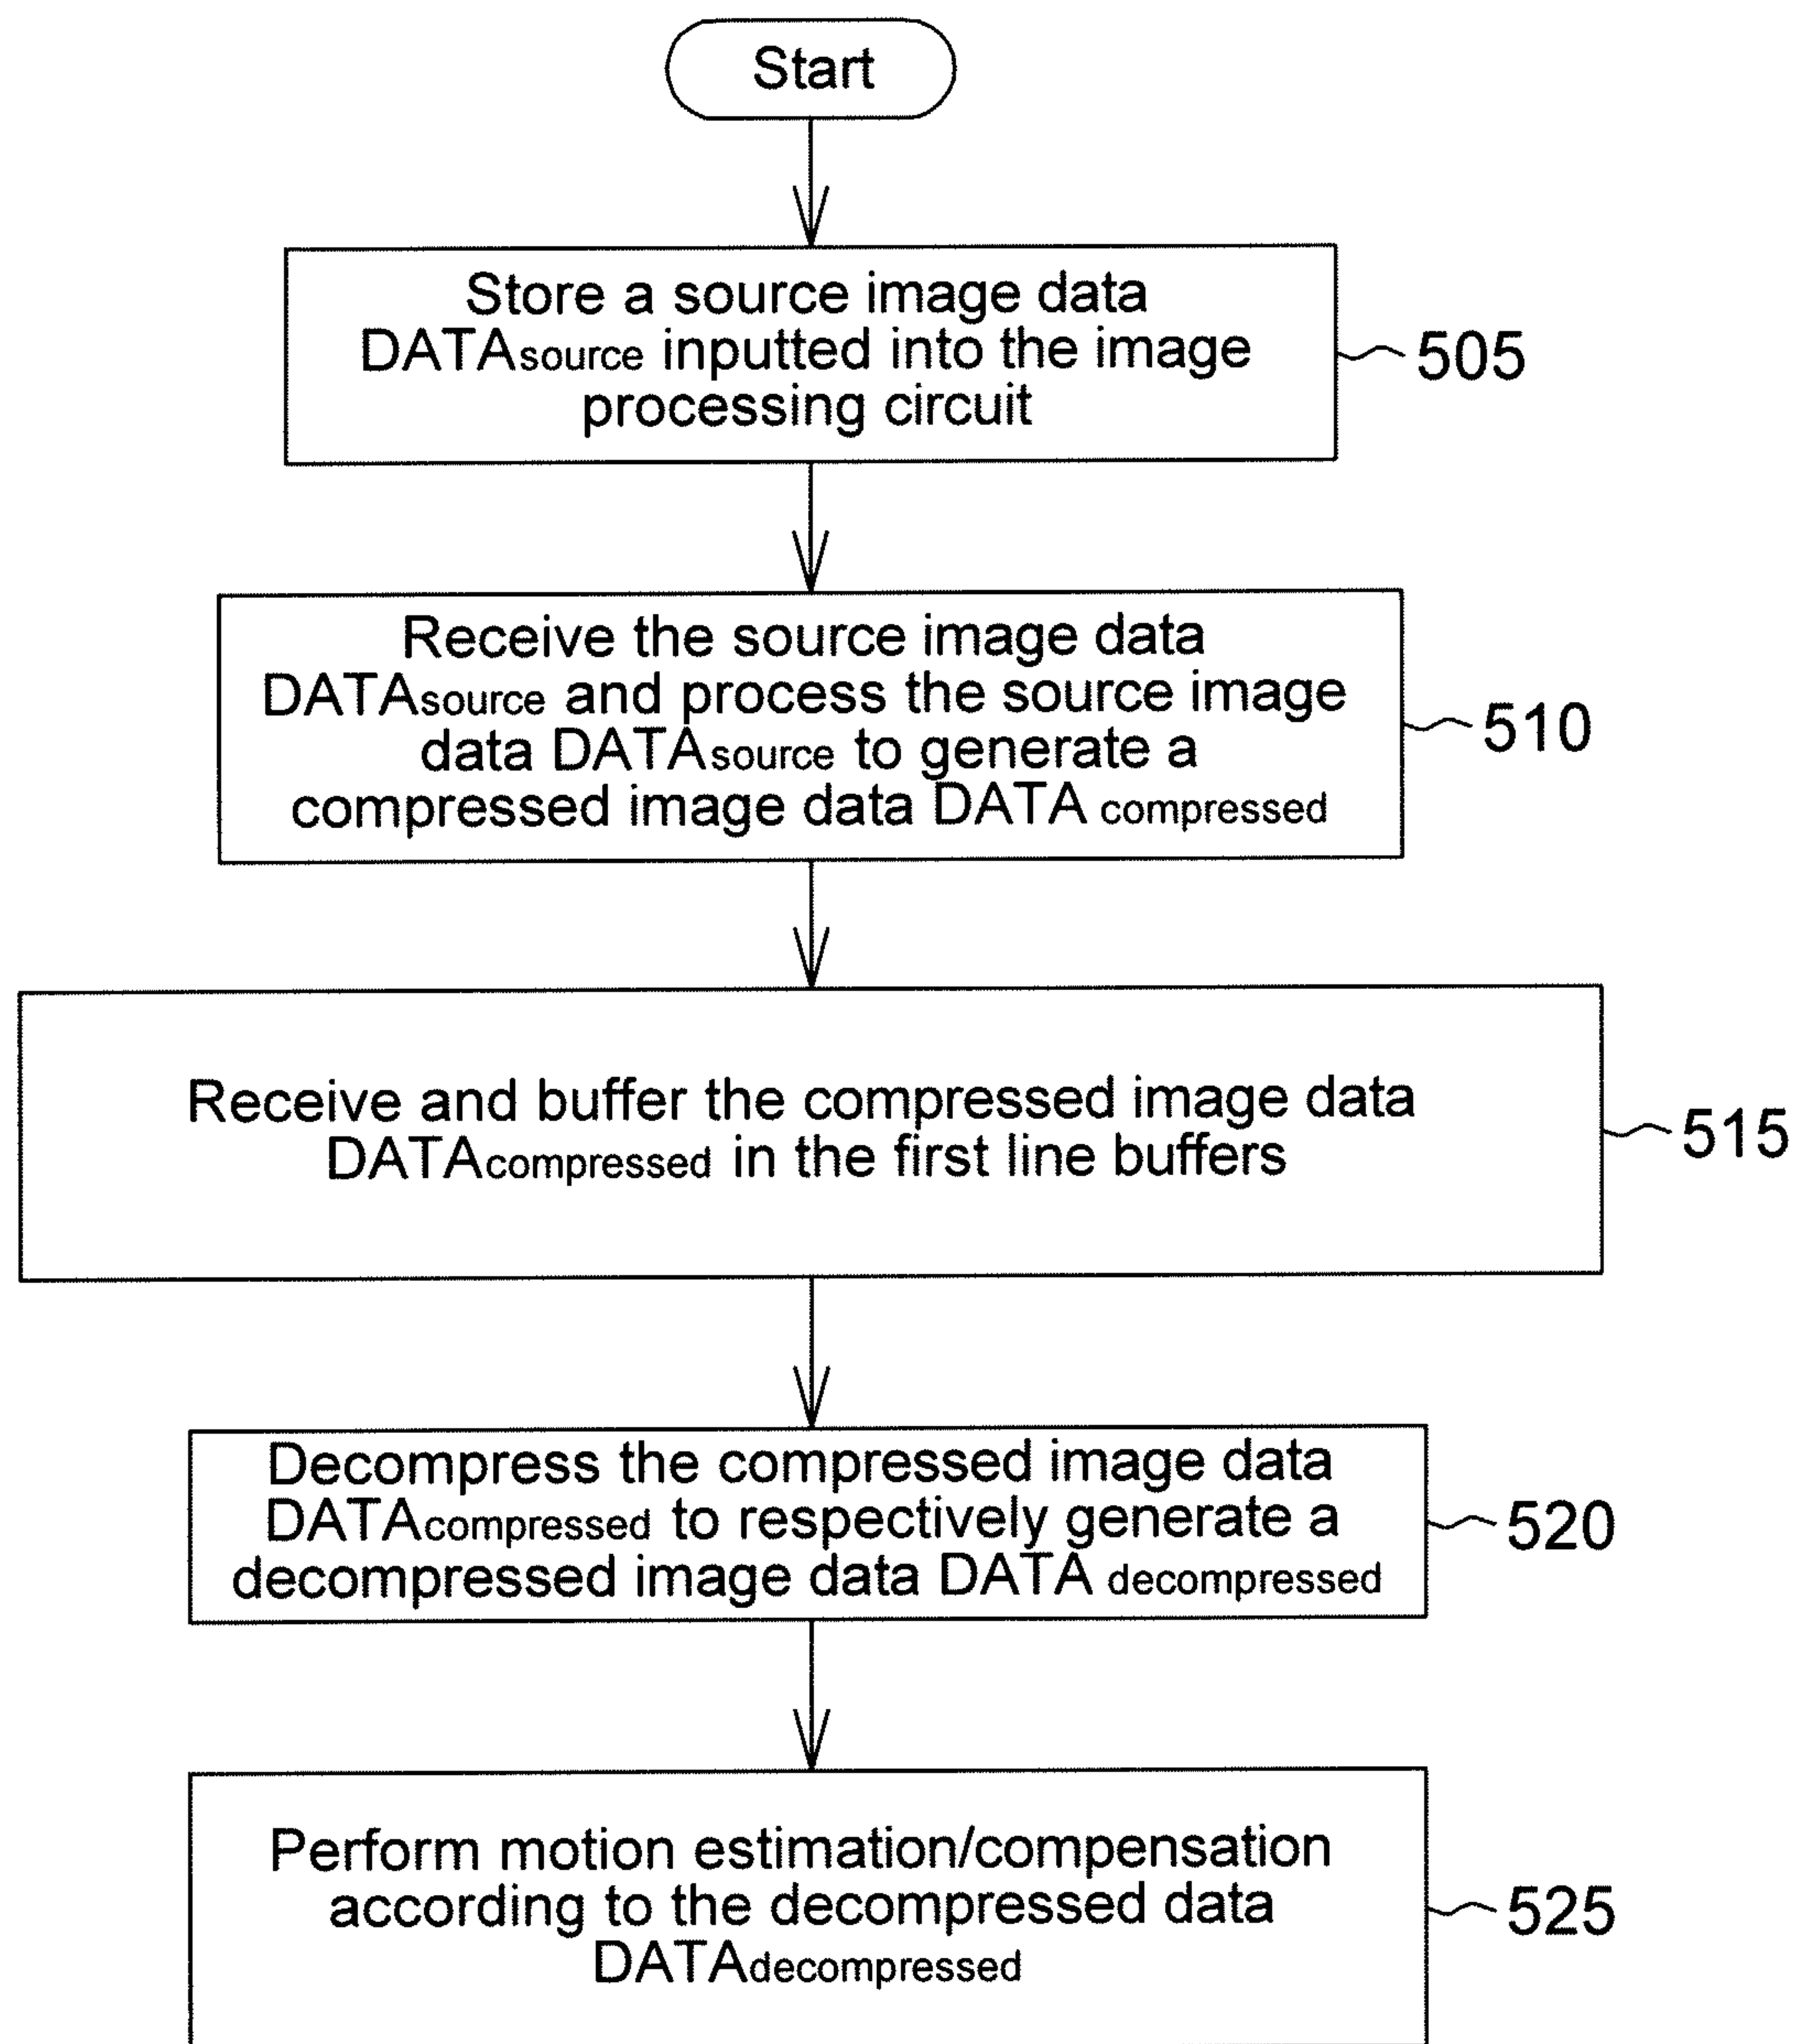 Start
Store a source image data
DATAsource inputted into the image
processing circuit
505
Receive the source image data
DATAsource and process the source image
data DATAsource to generate a
compressed image data DATA compressed
510
Receive and buffer the compressed image data
DATAcompressed in the first line buffers
515
Decompress the compressed image data
DATAcompressed to respectively generate a
decompressed image data DATA decompressed
520
Perform motion estimation/compensation
according to the decompressed data
DATAdecompressed
525